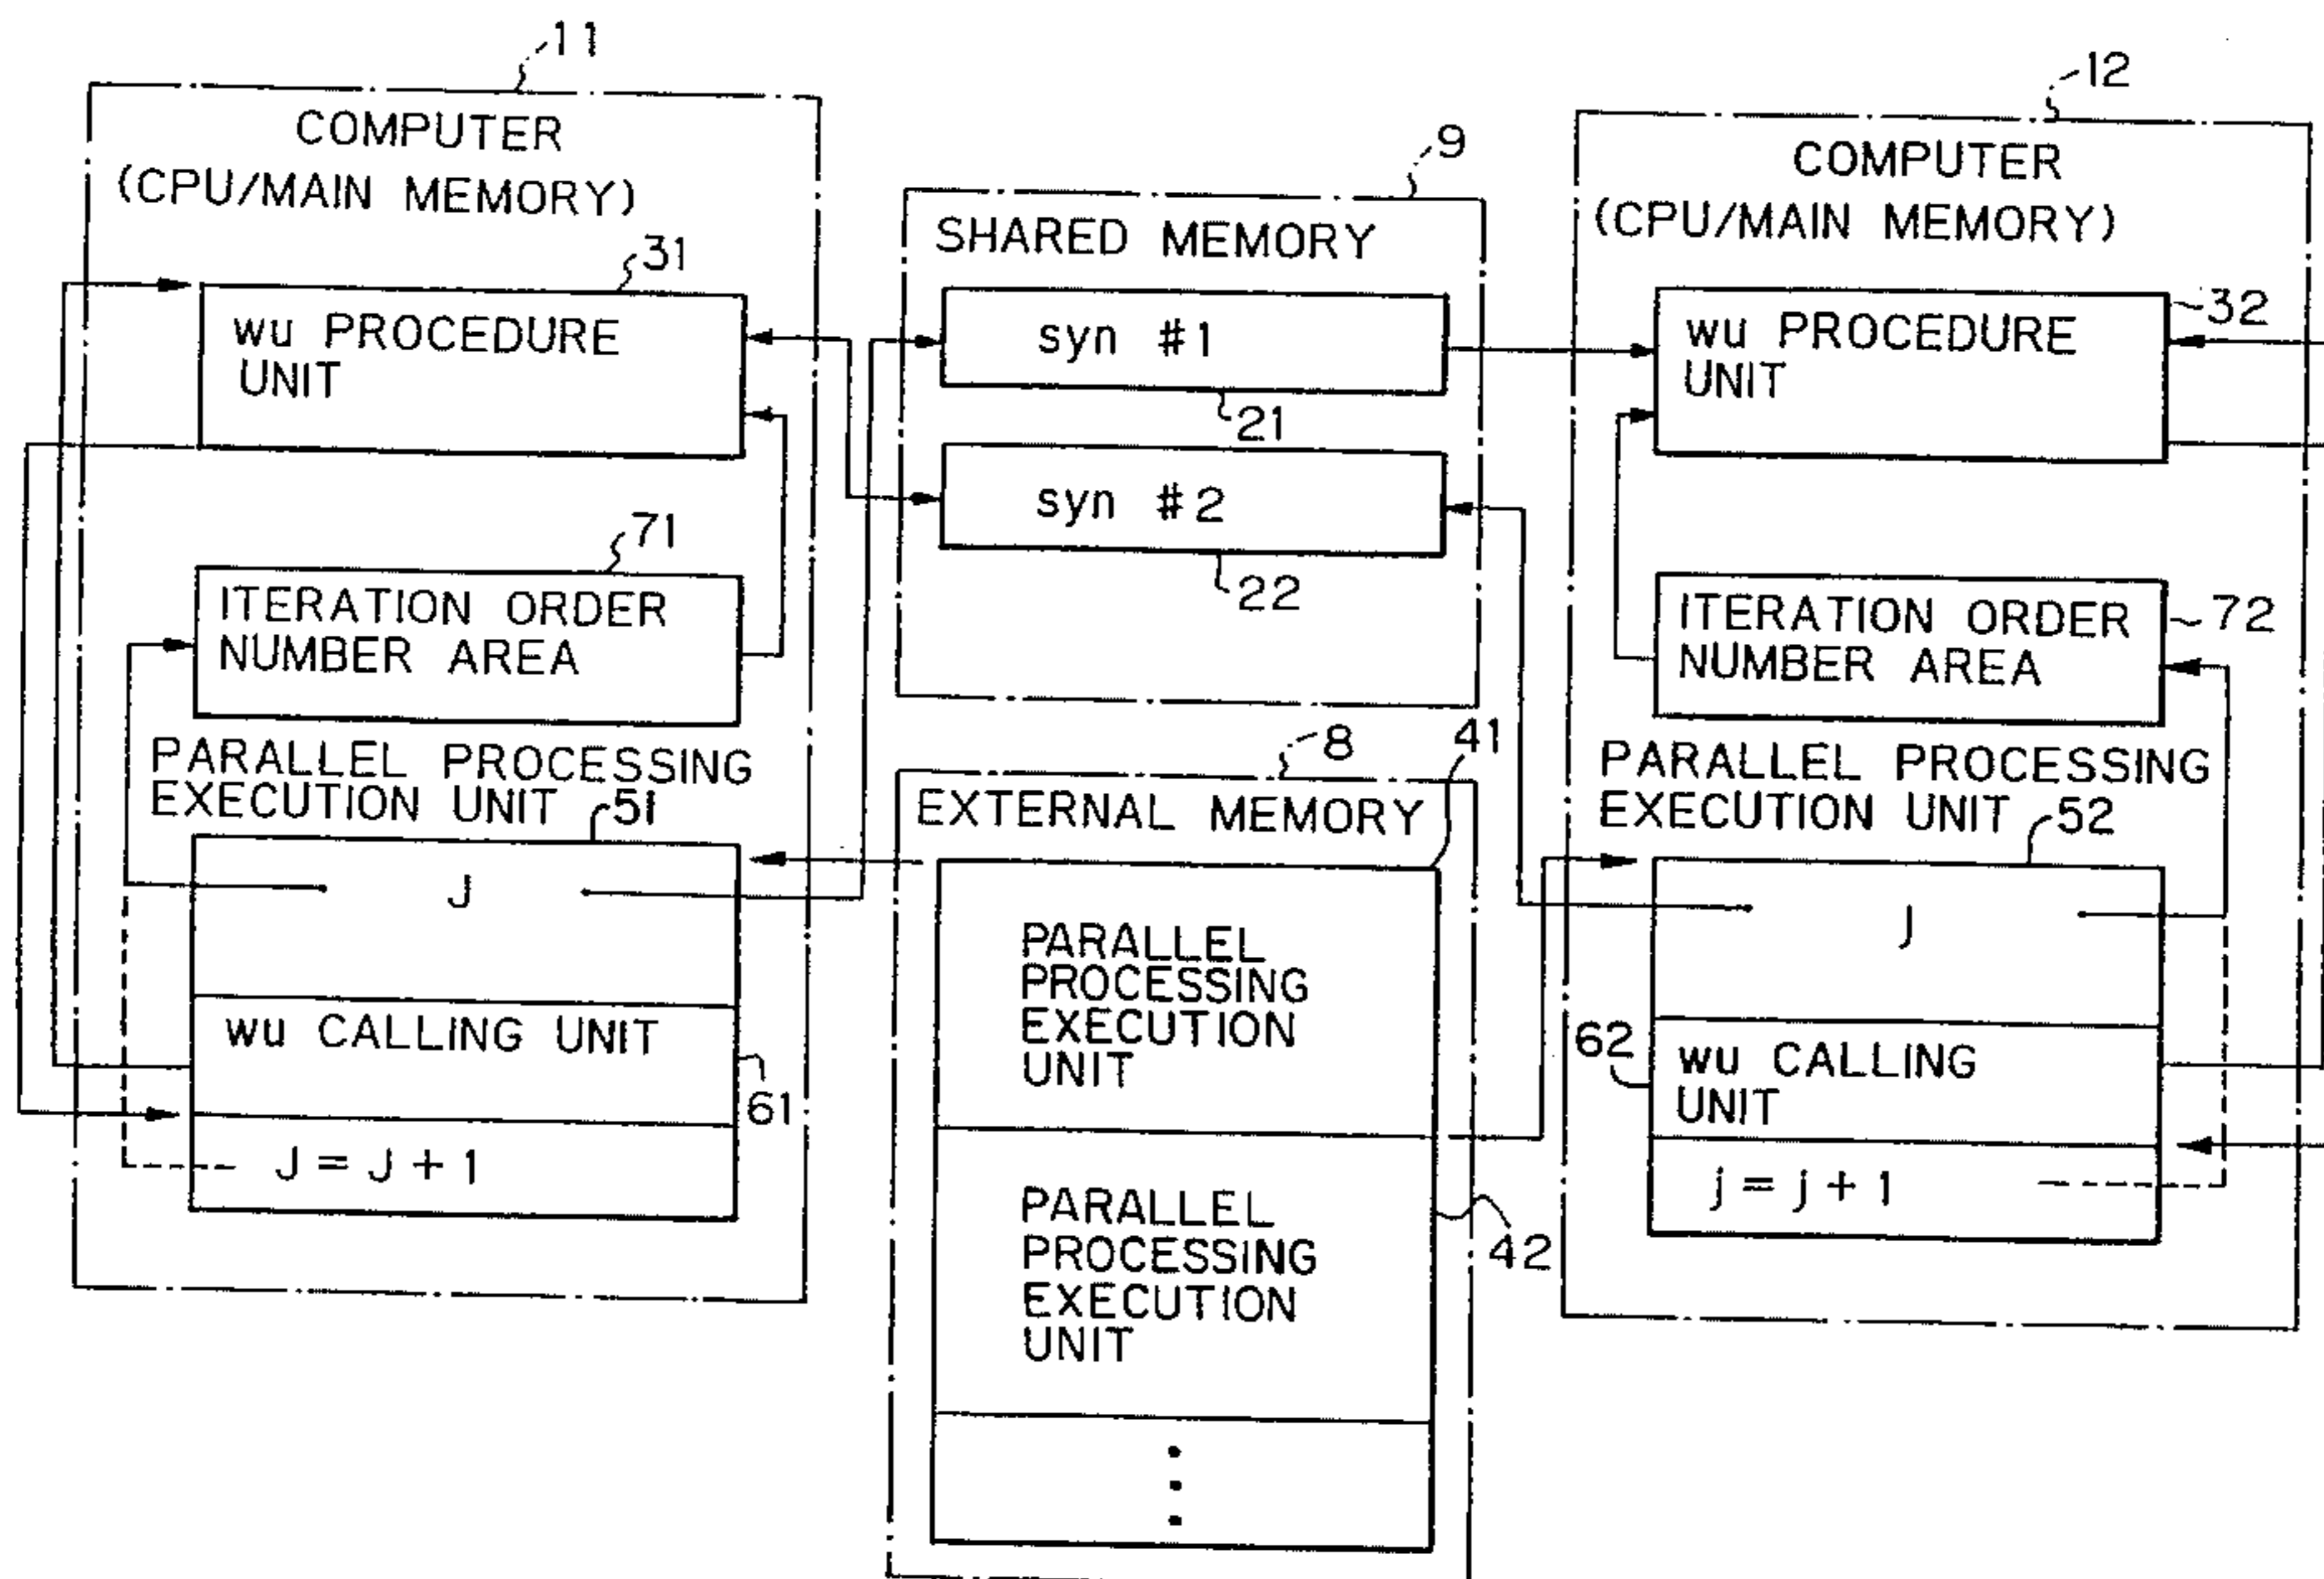 11
COMPUTER
(CPU/MAIN MEMORY)
31
wu PROCEDURE
UNIT
71
ITERATION ORDER
NUMBER AREA
PARALLEL PROCESSING
EXECUTION UNIT
51
J
wu CALLING UNIT
61
J = J + 1
9
SHARED MEMORY
syn #1
21
syn #2
22
8
41
EXTERNAL MEMORY
PARALLEL
PROCESSING
EXECUTION
UNIT
PARALLEL
PROCESSING
EXECUTION
UNIT
42
12
COMPUTER
(CPU/MAIN MEMORY)
32
wu PROCEDURE
UNIT
ITERATION ORDER
NUMBER AREA
72
PARALLEL PROCESSING
EXECUTION UNIT
52
J
62
wu CALLING
UNIT
j = j + 1